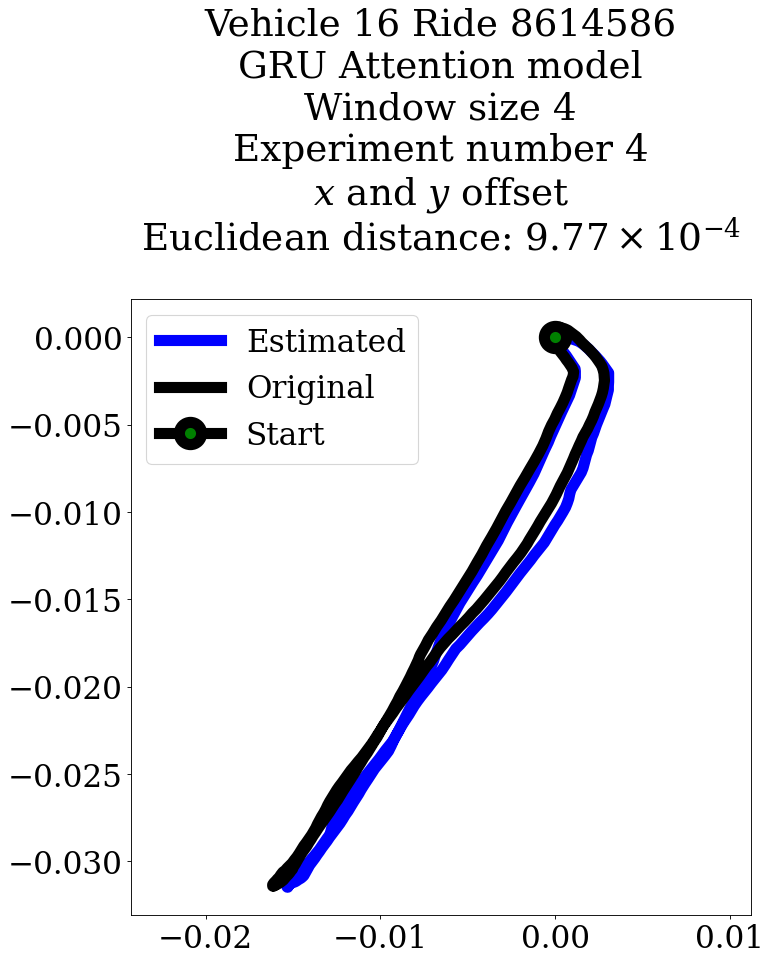 Vehicle 16 Ride 8614586
GRU Attention model
Window size 4
Experiment number 4
x and y offset
Euclidean distance: 9.77 × 10⁻⁴
Estimated
Original
Start
0.000
−0.005
−0.010
−0.015
−0.020
−0.025
−0.030
−0.02
−0.01
0.00
0.01